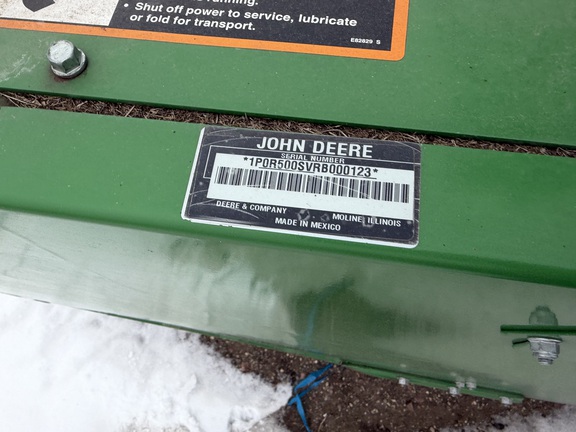 running.
• Shut off power to service, lubricate
or fold for transport.
E82829 S
JOHN DEERE
SERIAL NUMBER
*1P0R500SVRB000123*
DEERE & COMPANY MOLINE, ILLINOIS
MADE IN MEXICO